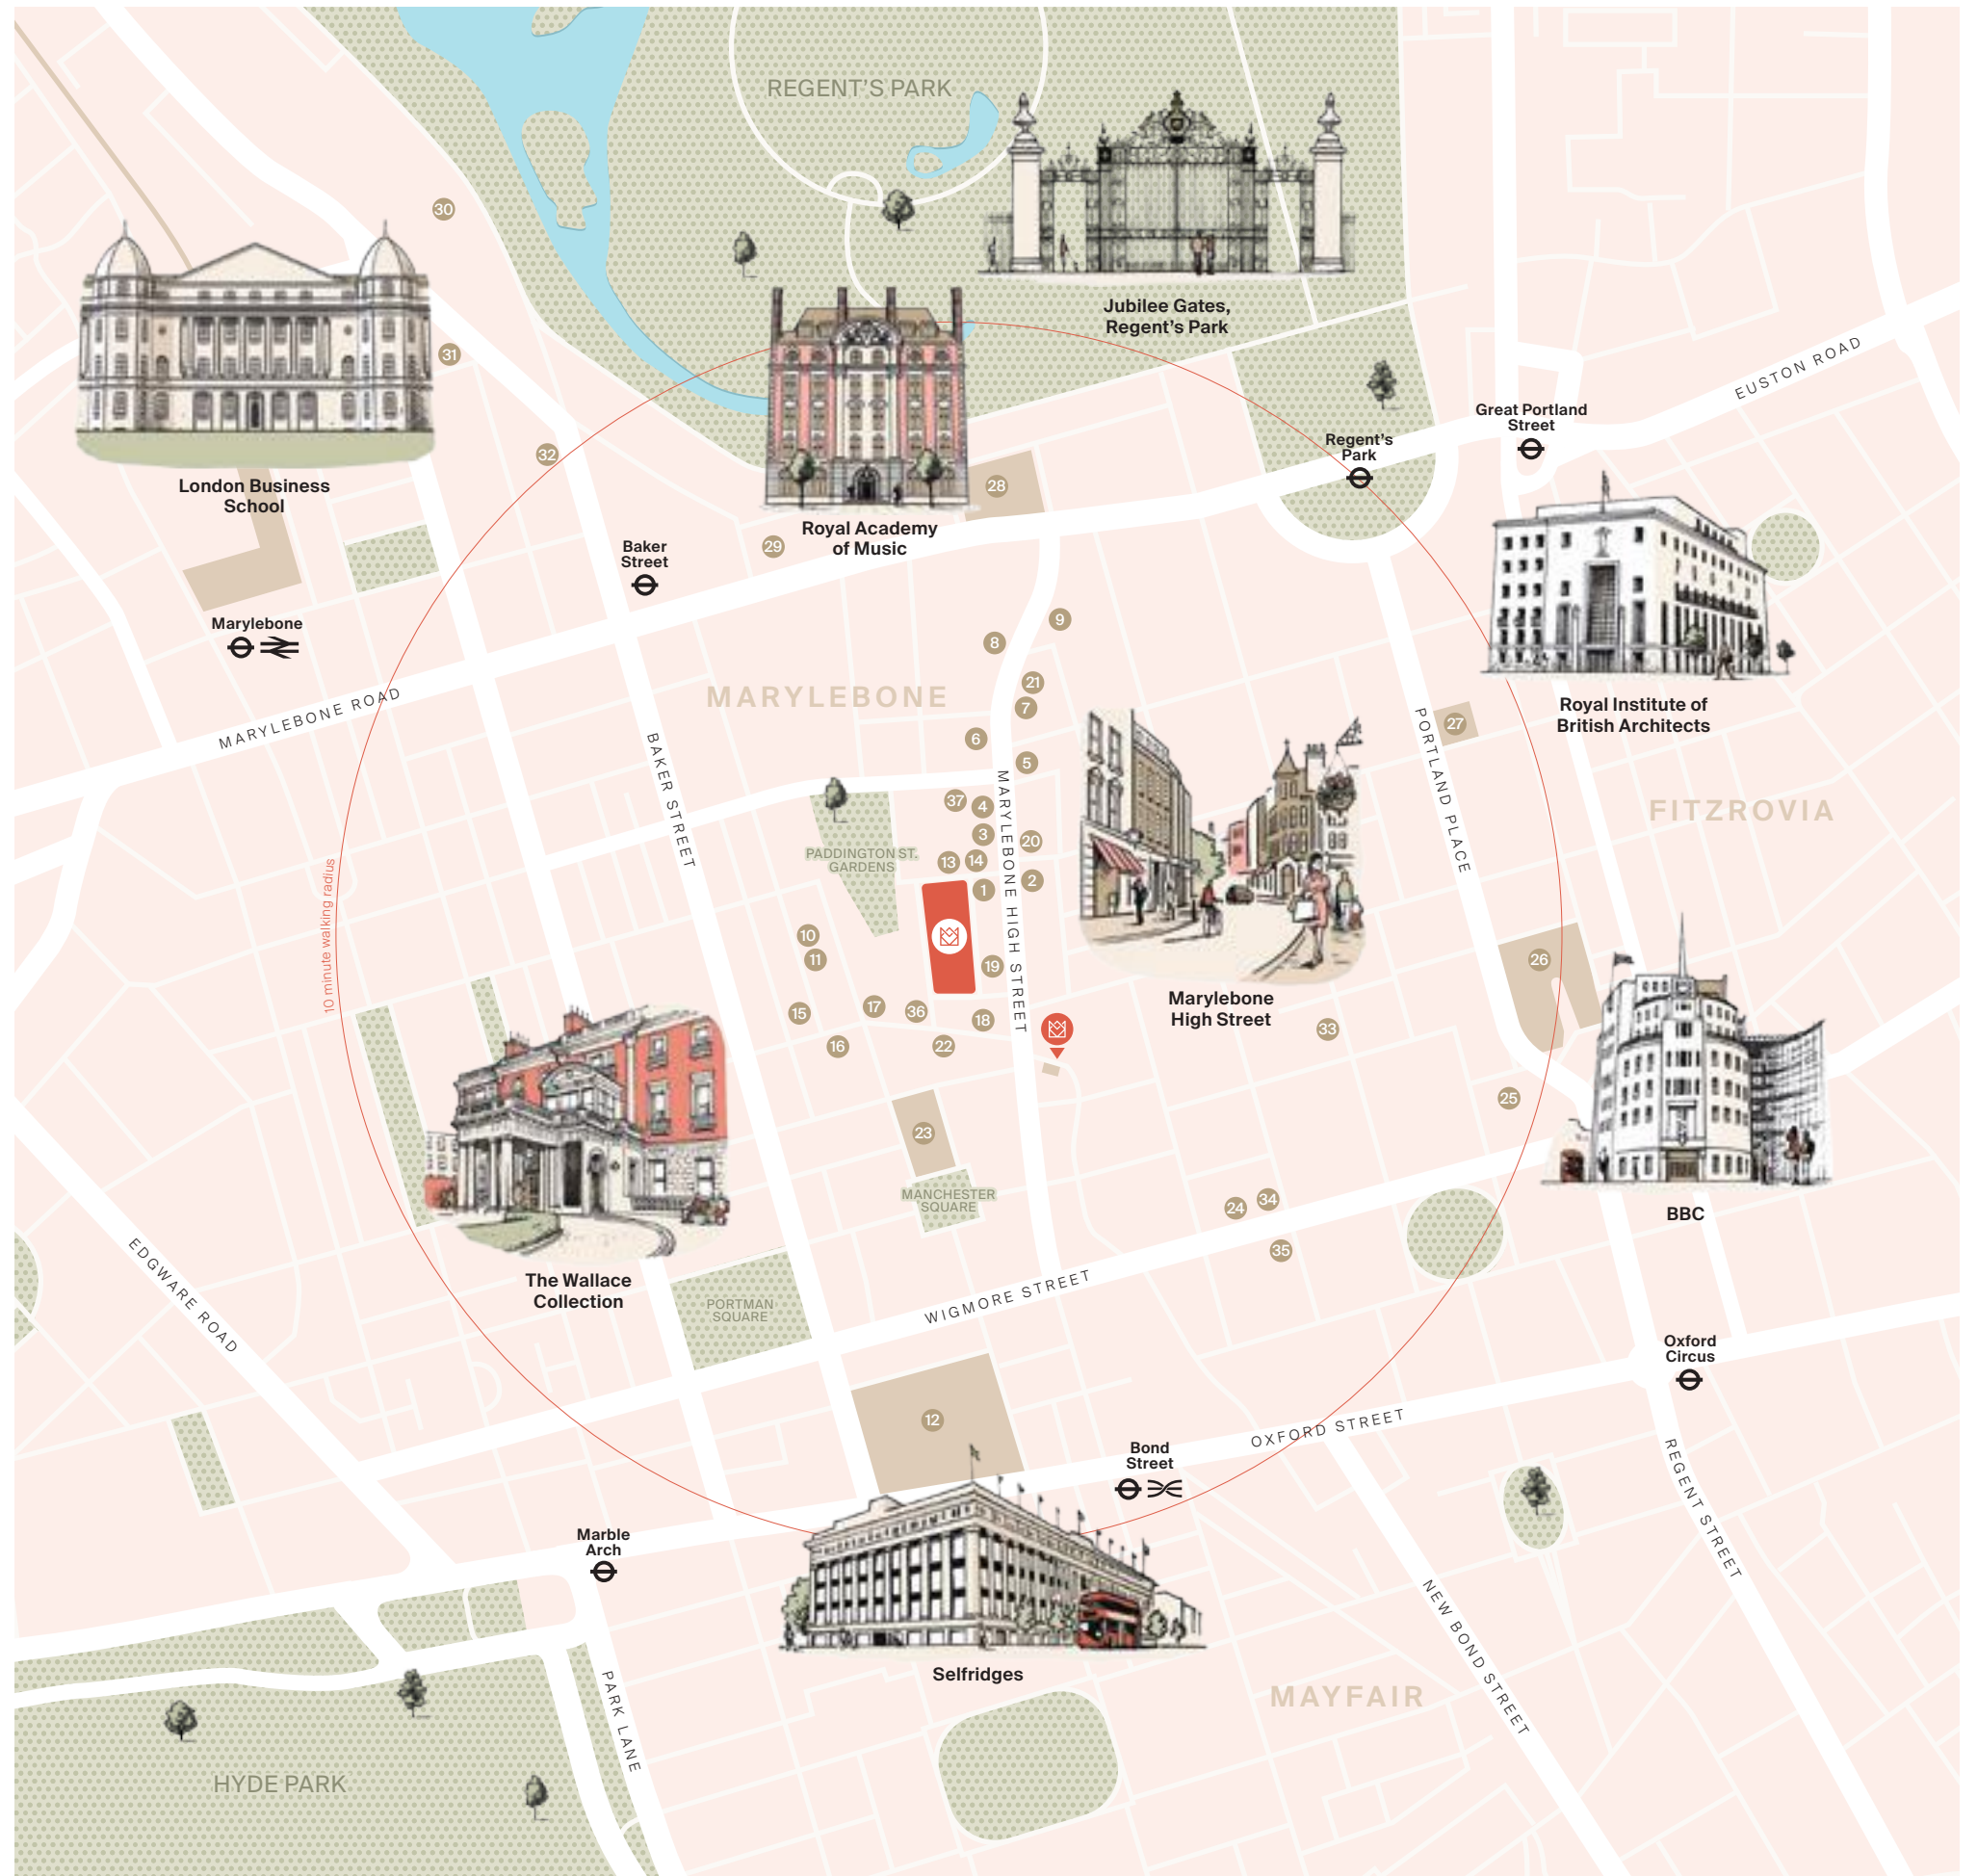 REGENT'S PARK
30
Jubilee Gates,
Regent's Park
31
EUSTON ROAD
Great Portland
Street
Regent's
Park
32
28
London Business
School
Royal Academy
of Music
29
Baker
Street
Marylebone
9
8
21
7
MARYLEBONE
MARYLEBONE ROAD
27
Royal Institute of
British Architects
6
5
BAKER STREET
PORTLAND PLACE
37
4
FITZROVIA
3
20
PADDINGTON ST.
GARDENS
13
14
1
2
MARYLEBONE HIGH STREET
10 minute walking radius
10
11
19
26
17
36
15
18
Marylebone
High Street
33
16
22
25
23
MANCHESTER
SQUARE
24
34
BBC
35
EDGWARE ROAD
The Wallace
Collection
PORTMAN
SQUARE
WIGMORE STREET
Oxford
Circus
12
OXFORD STREET
Bond
Street
REGENT STREET
Marble
Arch
NEW BOND STREET
Selfridges
PARK LANE
MAYFAIR
HYDE PARK